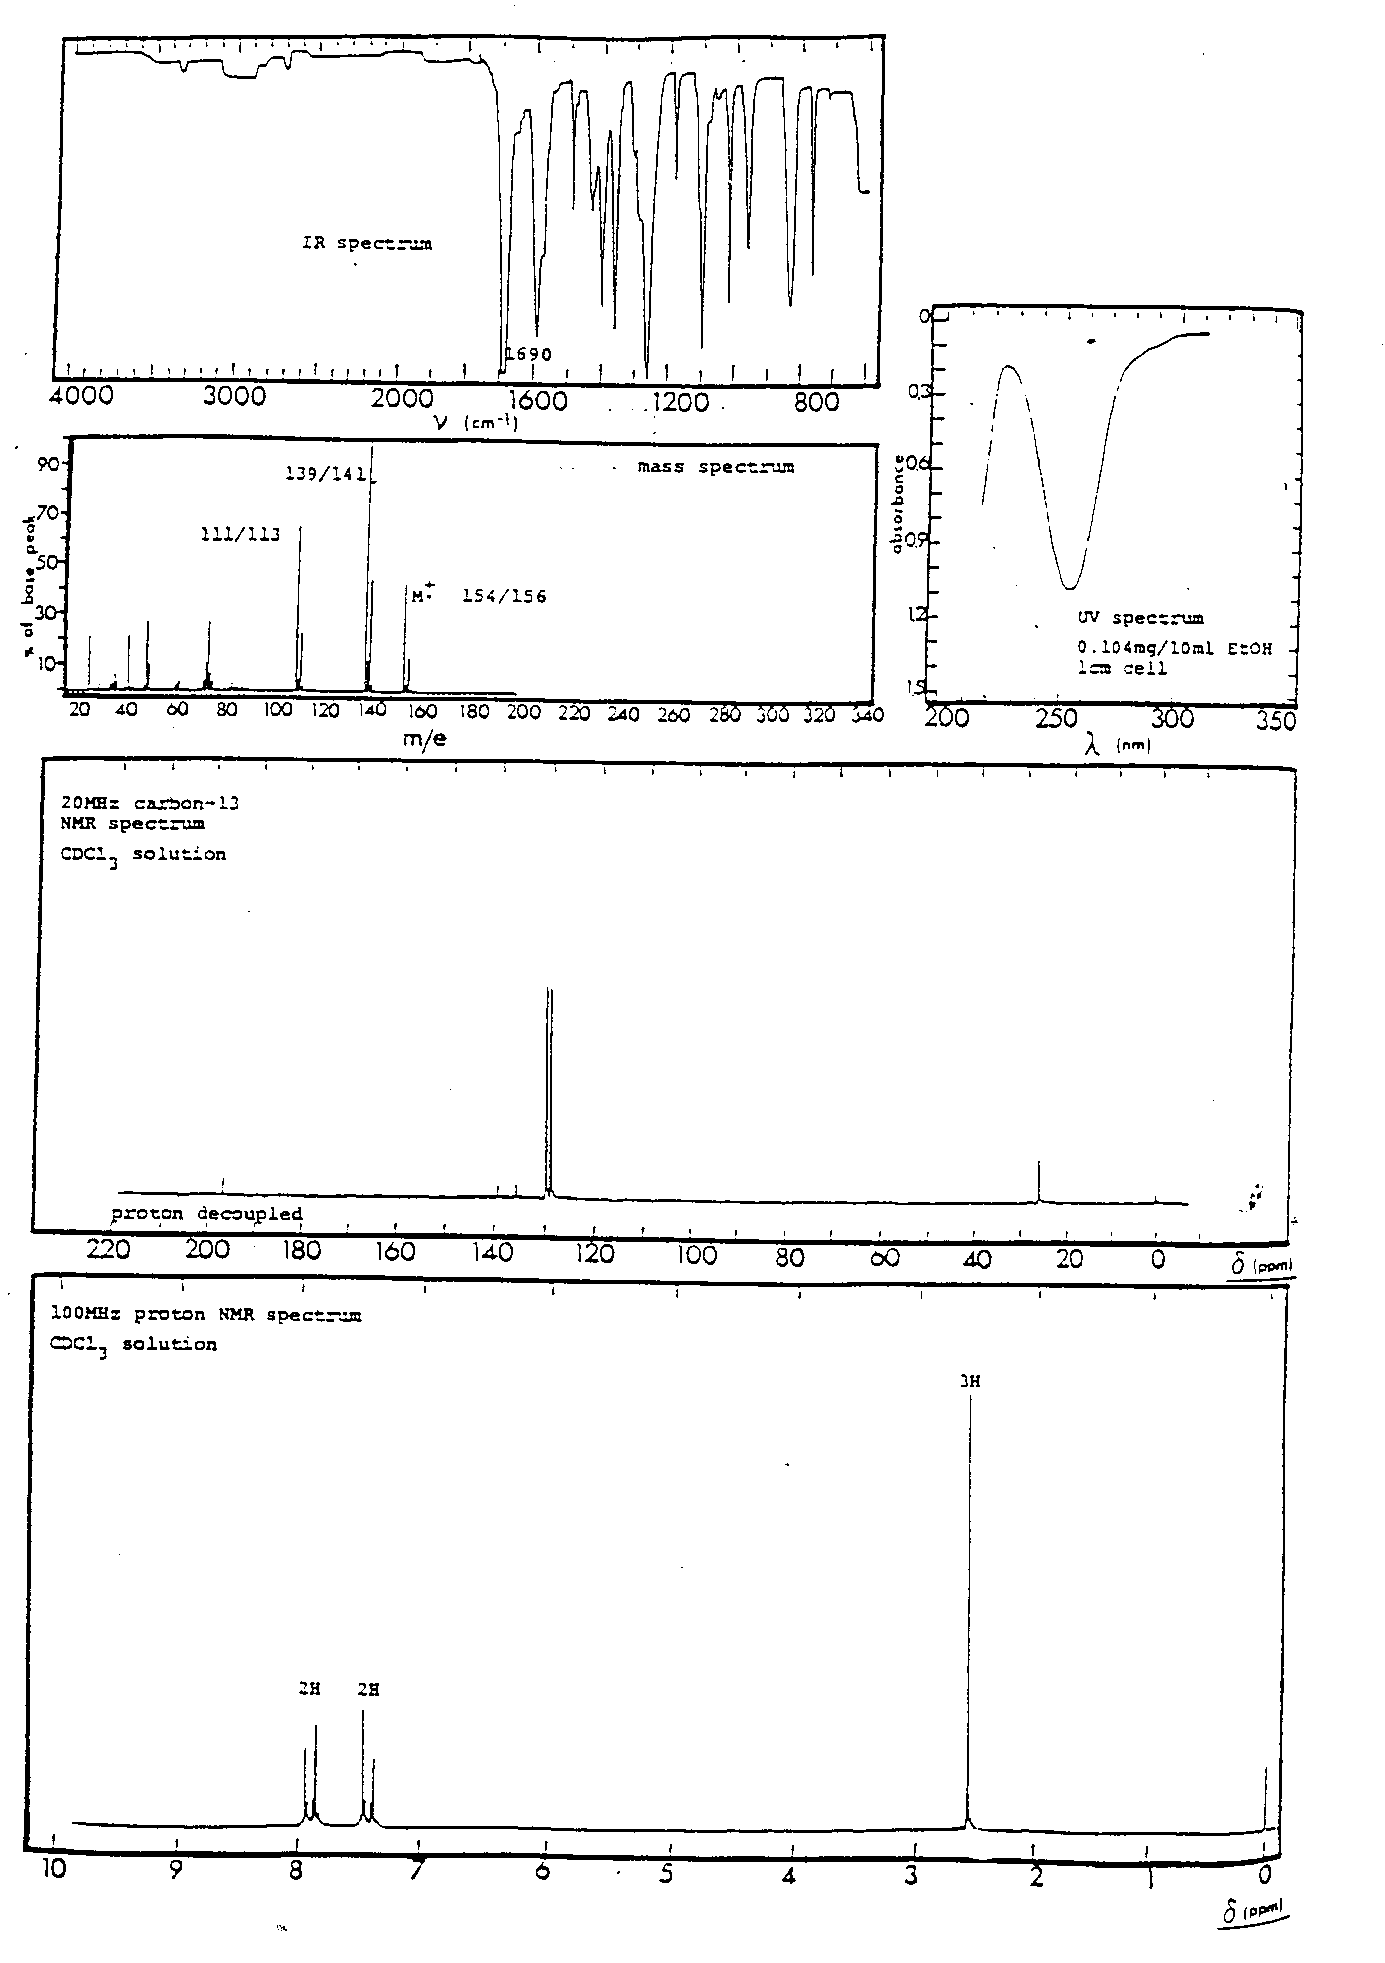 IR spectrum
1690
4000 3000 2000 1600 1200 800
ν (cm⁻¹)
90
70
50
30
10
% of base peak
139/141
mass spectrum
111/113
M+. 154/156
20 40 60 80 100 120 140 160 180 200 220 240 260 280 300 320 340
m/e
0
0.3
0.6
0.9
1.2
1.5
absorbance
UV spectrum
0.104mg/10ml EtOH
1cm cell
200 250 300 350
λ (nm)
20MHz carbon-13
NMR spectrum
CDCl3 solution
proton decoupled
220 200 180 160 140 120 100 80 60 40 20 0 δ (ppm)
100MHz proton NMR spectrum
CDCl3 solution
3H
2H 2H
10 9 8 7 6 5 4 3 2 1 0
δ (ppm)